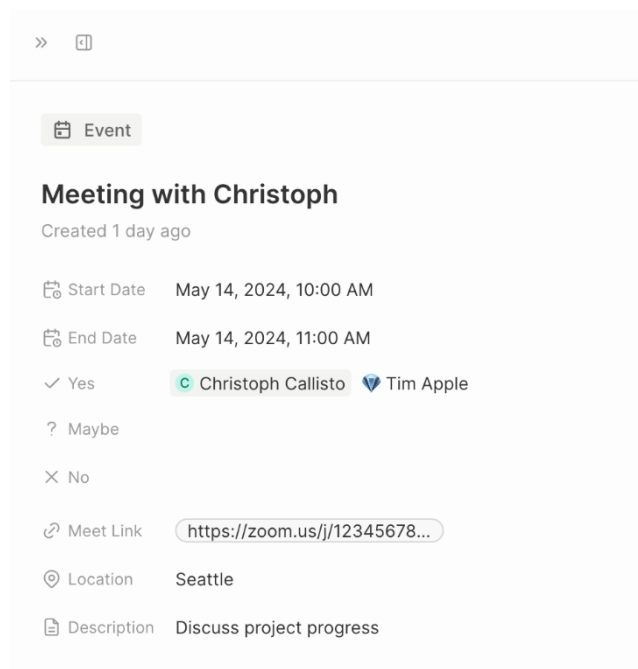 Event
Meeting with Christoph
Created 1 day ago
Start Date May 14, 2024, 10:00 AM
End Date May 14, 2024, 11:00 AM
Yes C Christoph Callisto Tim Apple
? Maybe
No
Meet Link https://zoom.us/j/12345678...
Location Seattle
Description Discuss project progress